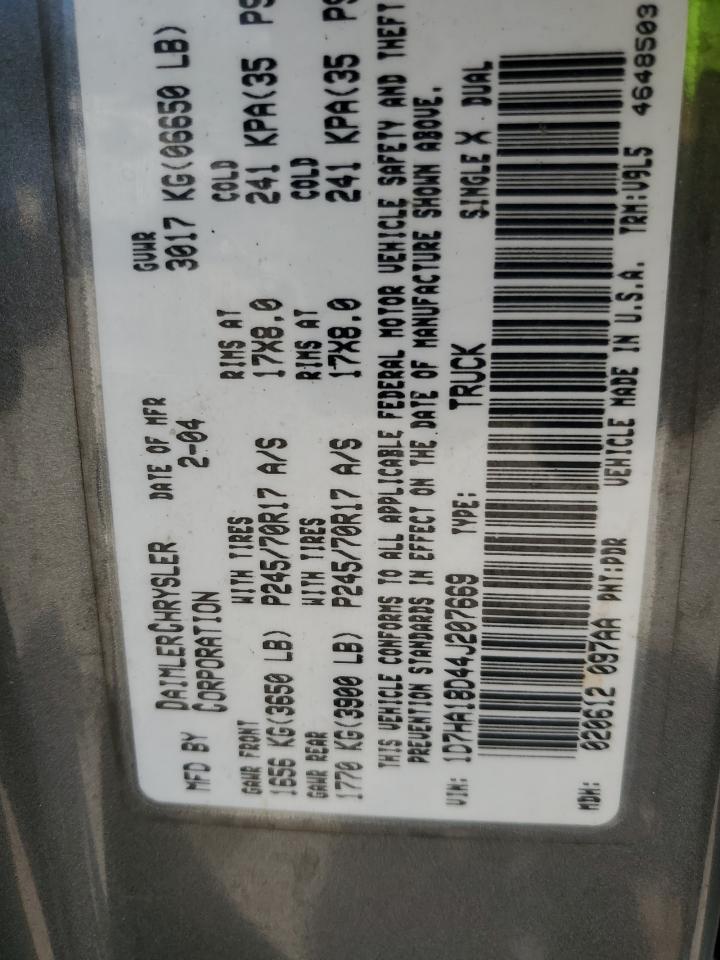 MFD BY DAIMLERCHRYSLER CORPORATION DATE OF MFR 2-04 GVWR 3017 KG(06650 LB)
GAWR FRONT WITH TIRES RIMS AT COLD
1656 KG(3650 LB) P245/70R17 A/S 17X8.0 241 KPA(35 PS
GAWR REAR WITH TIRES RIMS AT COLD
1770 KG(3900 LB) P245/70R17 A/S 17X8.0 241 KPA(35 PS
THIS VEHICLE CONFORMS TO ALL APPLICABLE FEDERAL MOTOR VEHICLE SAFETY AND THEFT
PREVENTION STANDARDS IN EFFECT ON THE DATE OF MANUFACTURE SHOWN ABOVE.
VIN: 1D7HA18D44J207669 TYPE: TRUCK SINGLE X DUAL
MDH: 020612 097AA PNT:PDR VEHICLE MADE IN U.S.A. TRM:V9L5 4648503